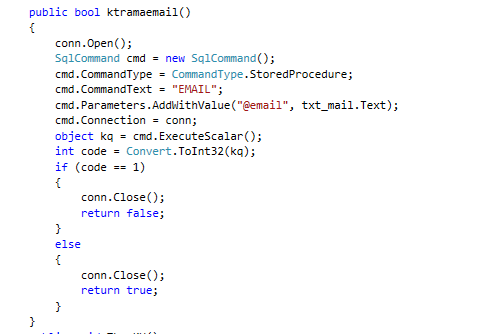 public bool ktramaemail()
{
conn.Open();
SqlCommand cmd = new SqlCommand();
cmd.CommandType = CommandType.StoredProcedure;
cmd.CommandText = "EMAIL";
cmd.Parameters.AddWithValue("@email", txt_mail.Text);
cmd.Connection = conn;
object kq = cmd.ExecuteScalar();
int code = Convert.ToInt32(kq);
if (code == 1)
{
conn.Close();
return false;
}
else
{
conn.Close();
return true;
}
}